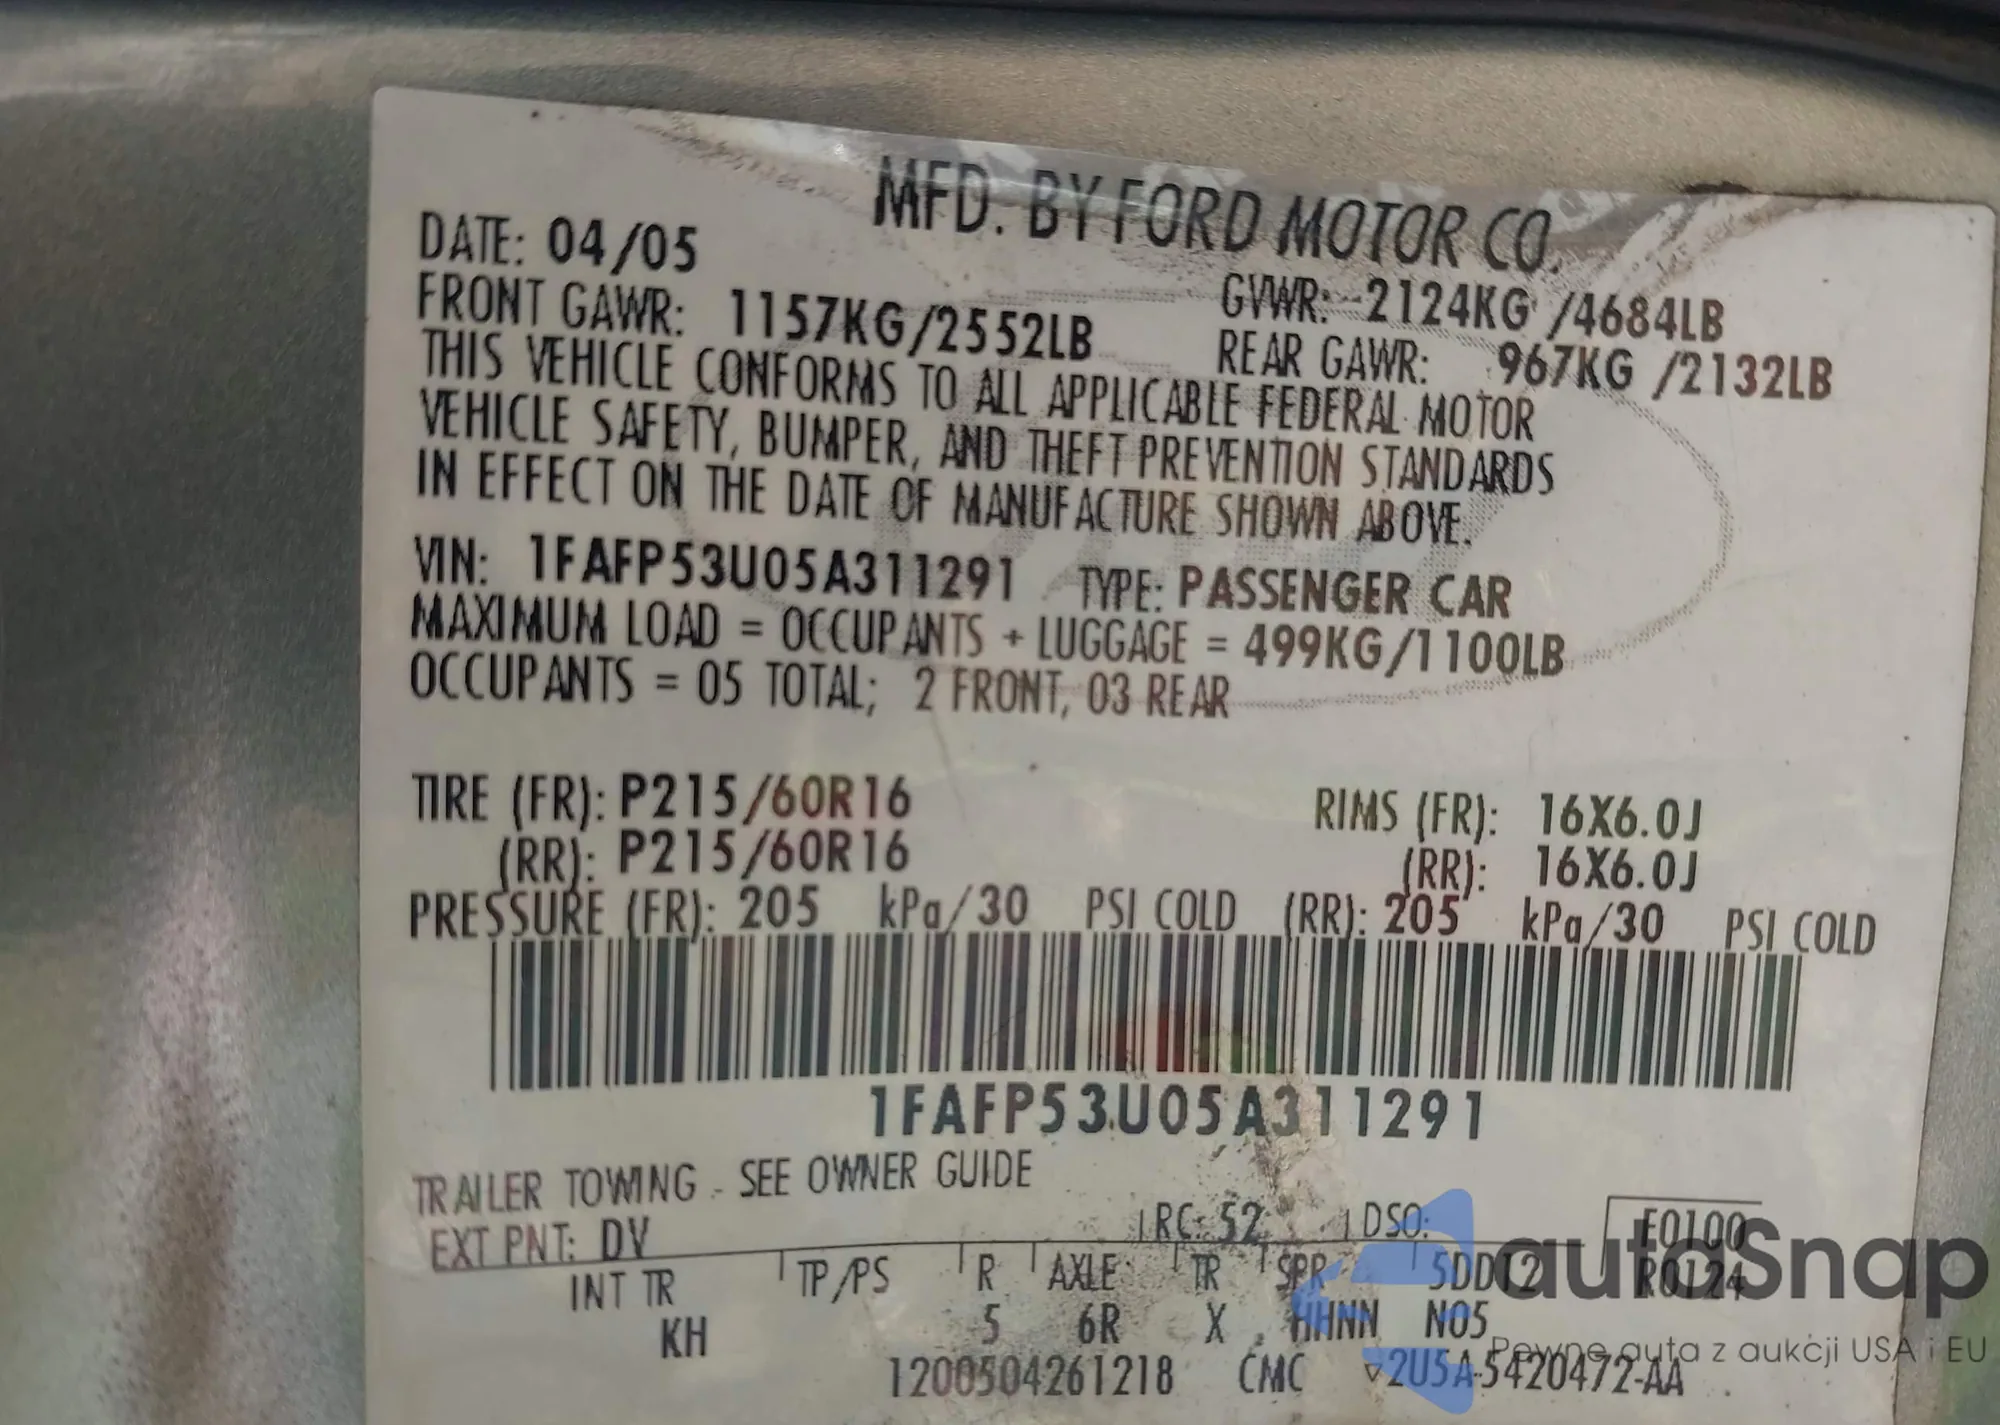 MFD. BY FORD MOTOR CO.
DATE: 04/05
GVWR: 2124KG /4684LB
FRONT GAWR: 1157KG/2552LB
REAR GAWR: 967KG /2132LB
THIS VEHICLE CONFORMS TO ALL APPLICABLE FEDERAL MOTOR
VEHICLE SAFETY, BUMPER, AND THEFT PREVENTION STANDARDS
IN EFFECT ON THE DATE OF MANUFACTURE SHOWN ABOVE.
VIN: 1FAFP53U05A311291 TYPE: PASSENGER CAR
MAXIMUM LOAD = OCCUPANTS + LUGGAGE = 499KG/1100LB
OCCUPANTS = 05 TOTAL; 2 FRONT, 03 REAR
TIRE (FR): P215/60R16 RIMS (FR): 16X6.0J
(RR): P215/60R16 (RR): 16X6.0J
PRESSURE (FR): 205 kPa/30 PSI COLD (RR): 205 kPa/30 PSI COLD
1FAFP53U05A311291
TRAILER TOWING - SEE OWNER GUIDE
EXT PNT: DV RC: 52 DSO: F0100
INT TR TP/PS R AXLE TR SPR 5DDT2 R0124
KH 5 6R X HHNN N05
1200504261218 CMC 2U5A-5420472-AA
autaSnap
Pewne auta z aukcji USA i EU